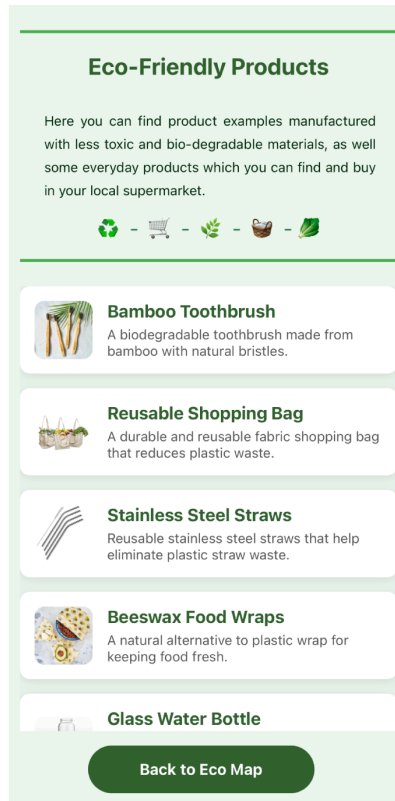 Eco-Friendly Products
Here you can find product examples manufactured
with less toxic and bio-degradable materials, as well
some everyday products which you can find and buy
in your local supermarket.
♻️ - 🛒 - 🌿 - 🧺 - 🥬
Bamboo Toothbrush
A biodegradable toothbrush made from
bamboo with natural bristles.
Reusable Shopping Bag
A durable and reusable fabric shopping bag
that reduces plastic waste.
Stainless Steel Straws
Reusable stainless steel straws that help
eliminate plastic straw waste.
Beeswax Food Wraps
A natural alternative to plastic wrap for
keeping food fresh.
Glass Water Bottle
Back to Eco Map